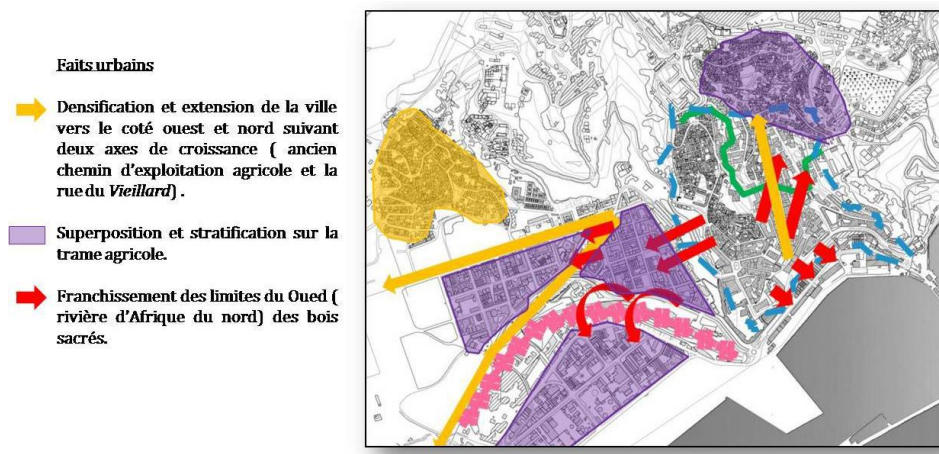 Faits urbains
Densification et extension de la ville
vers le coté ouest et nord suivant
deux axes de croissance ( ancien
chemin d'exploitation agricole et la
rue du Vieillard) .
Superposition et stratification sur la
trame agricole.
Franchissement des limites du Oued (
rivière d'Afrique du nord) des bois
sacrés.